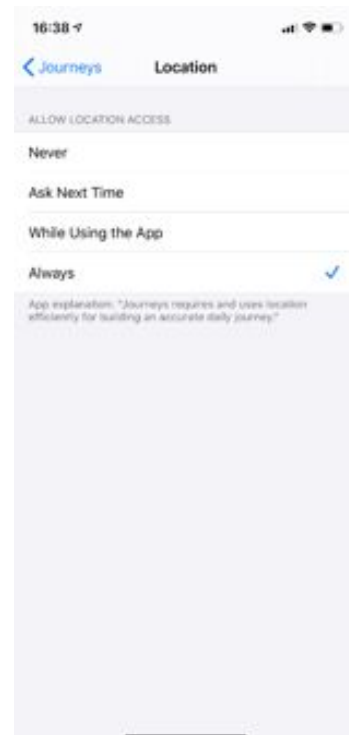 16:38
Journeys
Location
ALLOW LOCATION ACCESS
Never
Ask Next Time
While Using the App
Always
App explanation: "Journeys requires and uses location
efficiently for building an accurate daily journey."